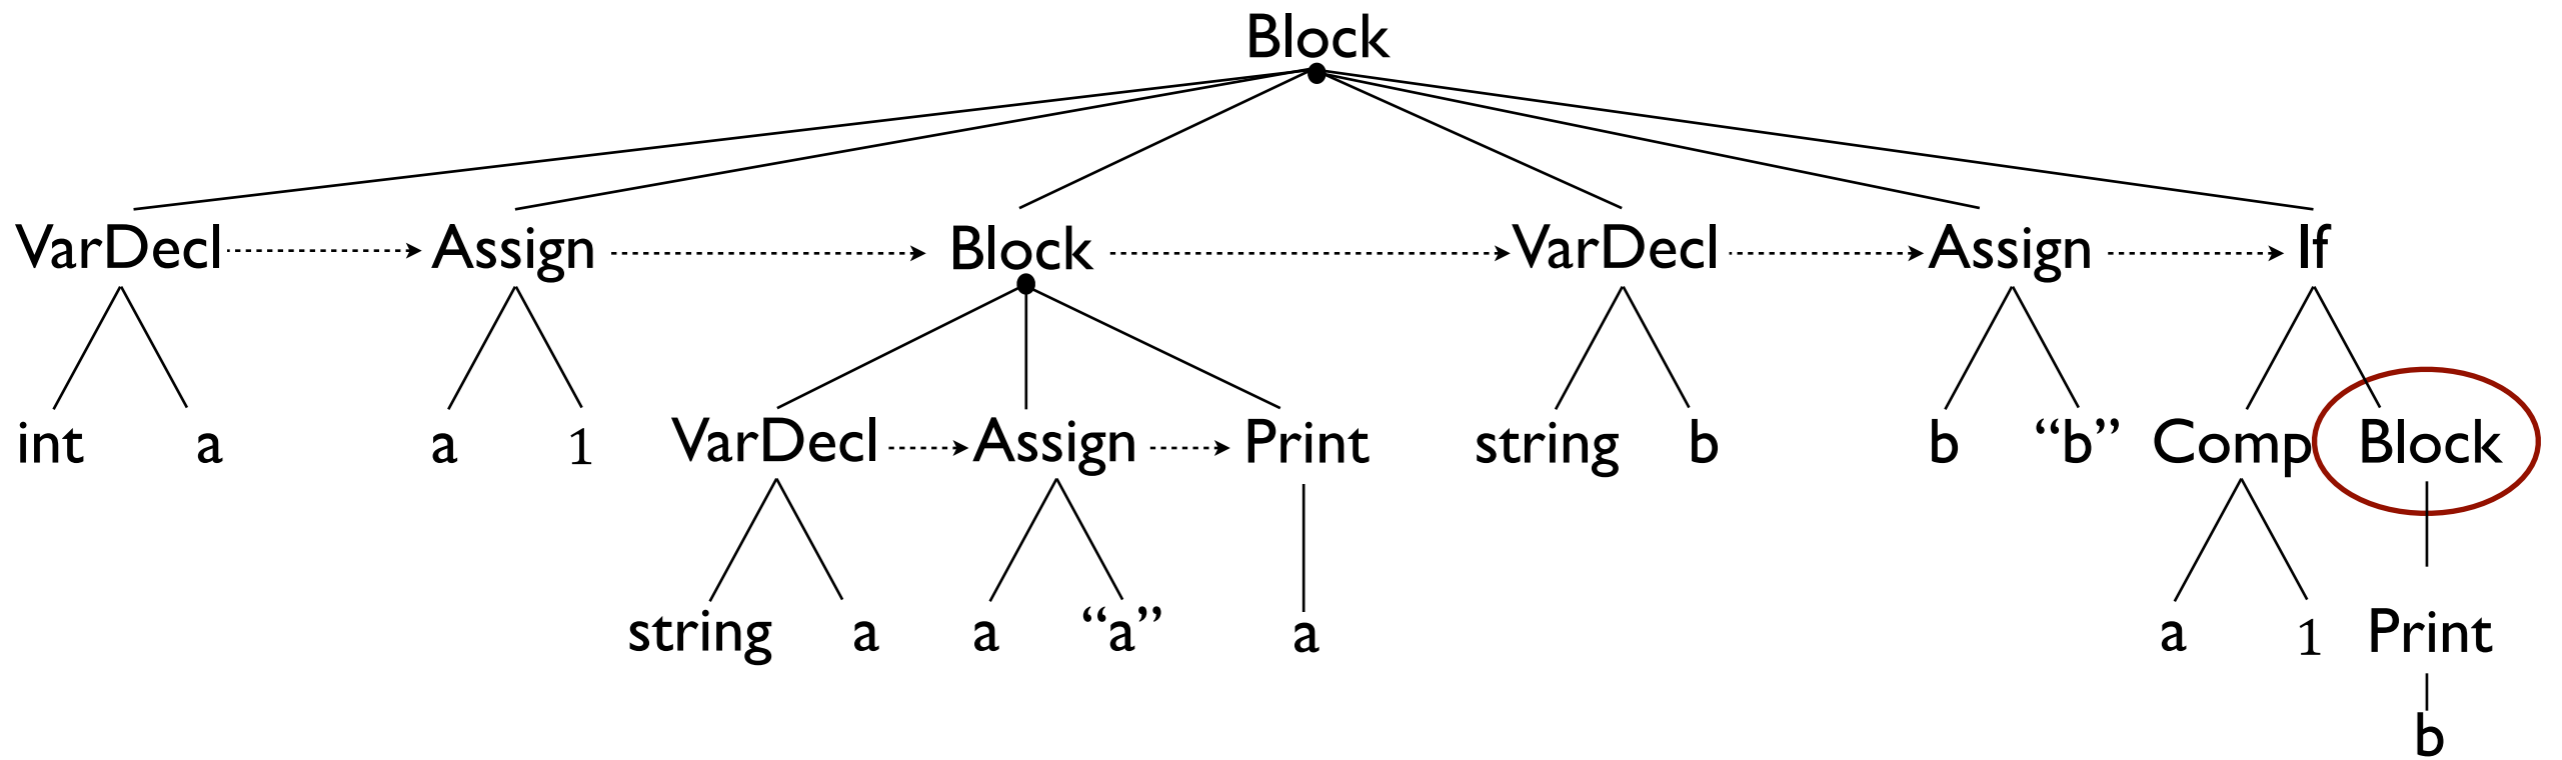 Block
VarDecl Assign Block VarDecl Assign If
int a a 1 VarDecl Assign Print string b b “b” Comp Block
string a a “a” a a 1 Print
b